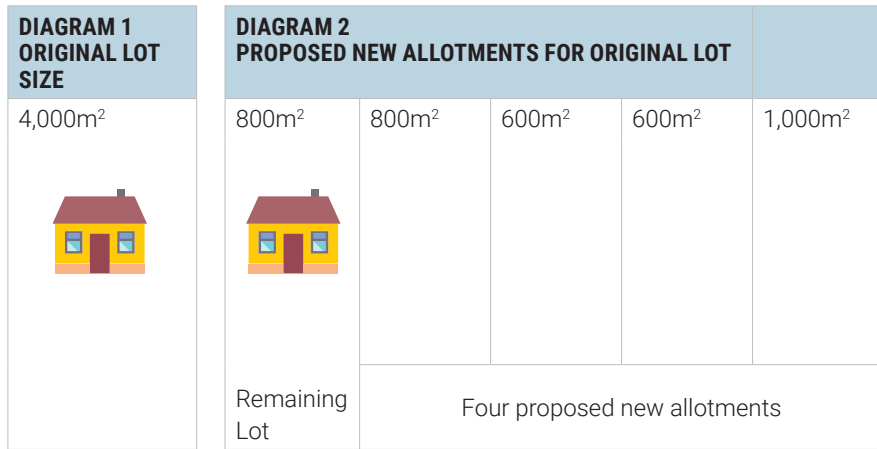 DIAGRAM 1
ORIGINAL LOT
SIZE
4,000m²
DIAGRAM 2
PROPOSED NEW ALLOTMENTS FOR ORIGINAL LOT
800m²
800m²
600m²
600m²
1,000m²
Remaining
Lot
Four proposed new allotments